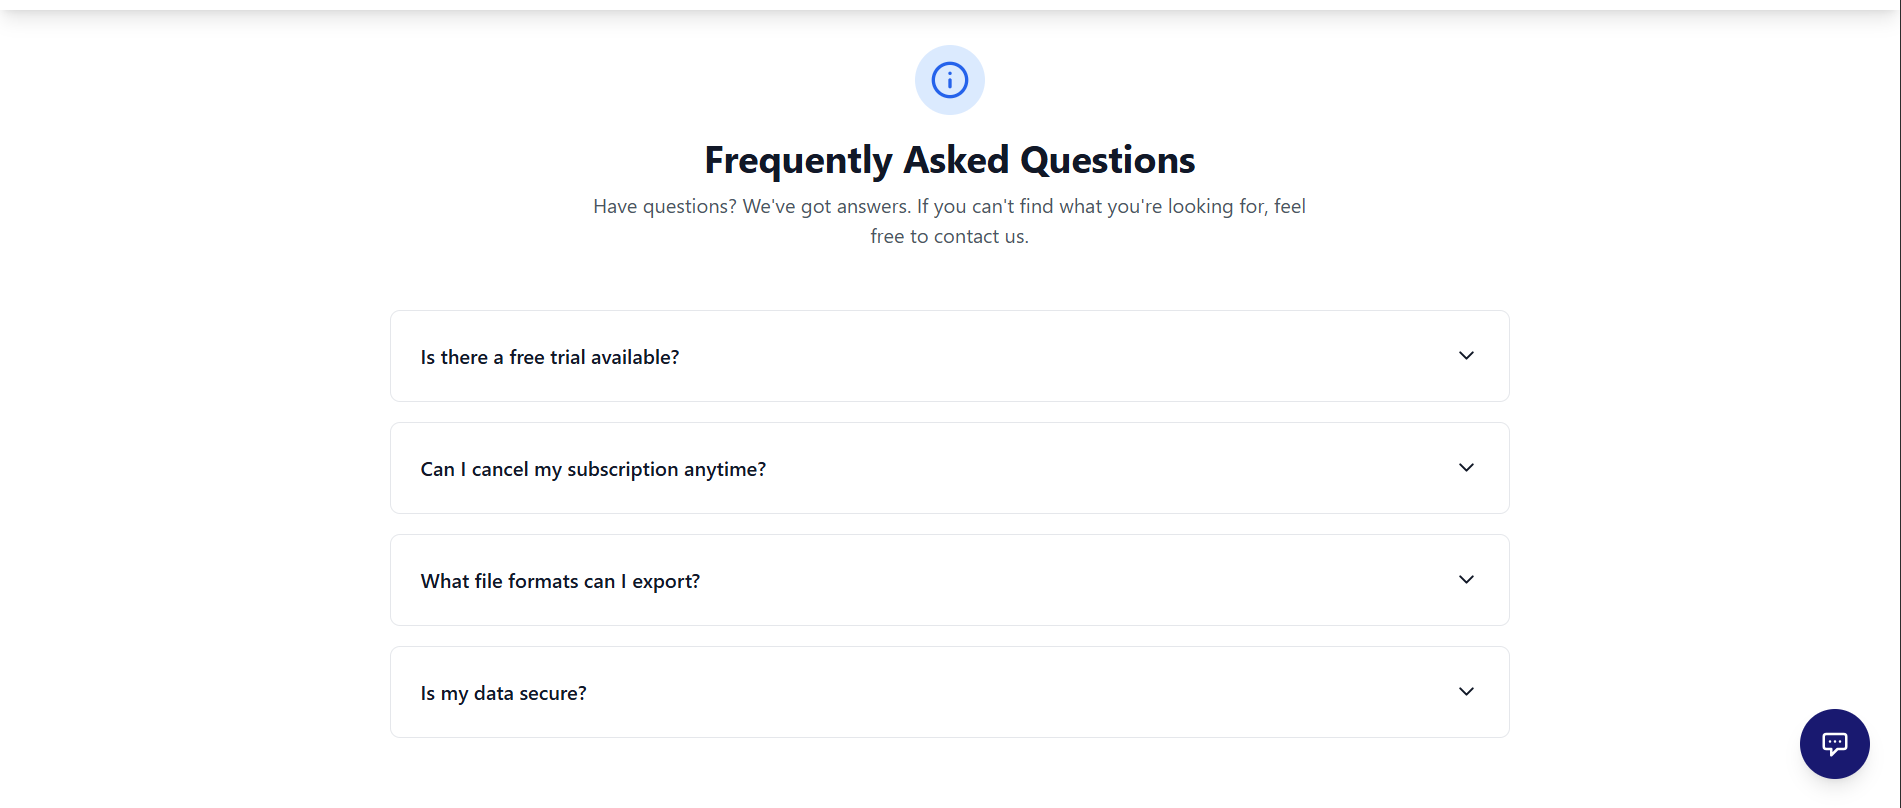 Frequently Asked Questions
Have questions? We've got answers. If you can't find what you're looking for, feel
free to contact us.
Is there a free trial available?
Can I cancel my subscription anytime?
What file formats can I export?
Is my data secure?